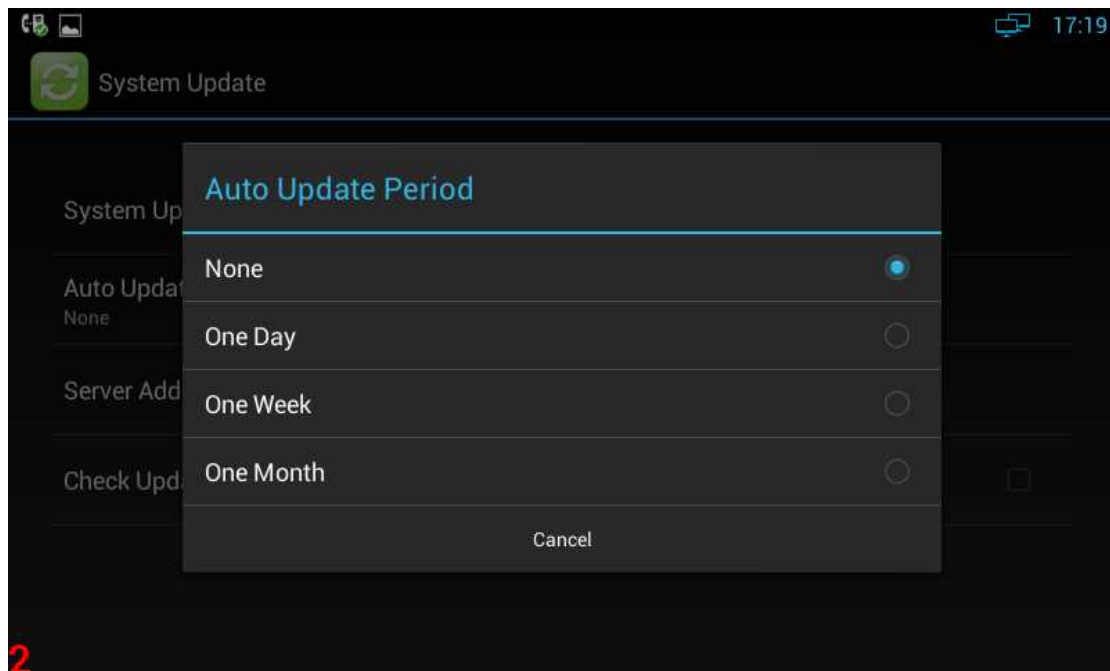 17:19
System Update
Auto Update Period
System Up
None
Auto Updat
None
One Day
Server Add
One Week
Check Upd
One Month
Cancel
2